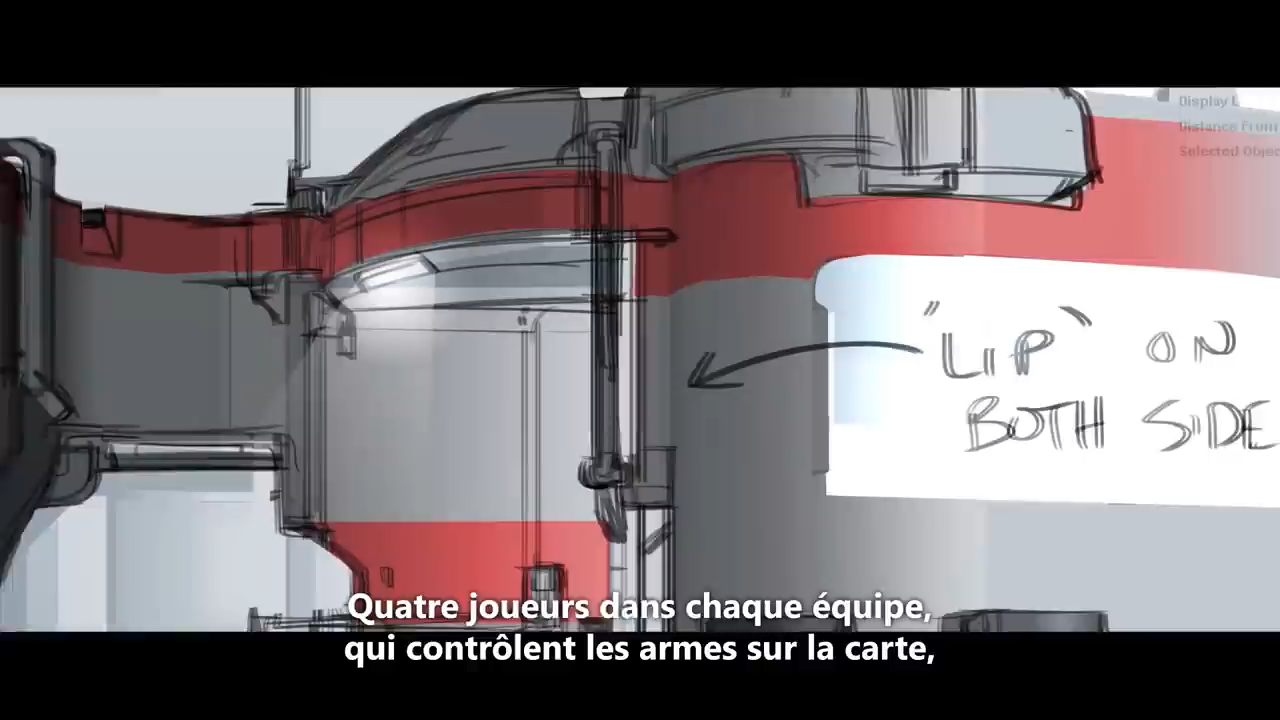 Display L
Distance From
Selected Objec
"LIP" ON
BOTH SIDE
Quatre joueurs dans chaque équipe,
qui contrôlent les armes sur la carte,